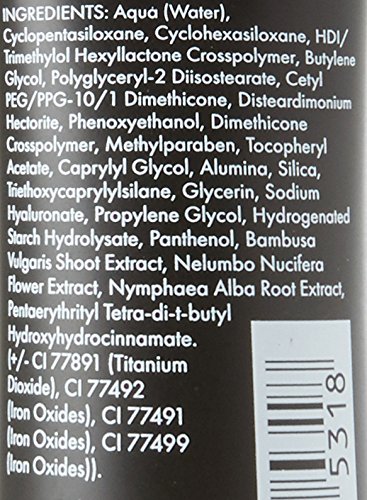 INGREDIENTS: Aqua (Water),
Cyclopentasiloxane, Cyclohexasiloxane, HDI/
Trimethylol Hexyllactone Crosspolymer, Butylene
Glycol, Polyglyceryl-2 Diisostearate, Cetyl
PEG/PPG-10/1 Dimethicone, Disteardimonium
Hectorite, Phenoxyethanol, Dimethicone
Crosspolymer, Methylparaben, Tocopheryl
Acetate, Caprylyl Glycol, Alumina, Silica,
Triethoxycaprylylsilane, Glycerin, Sodium
Hyaluronate, Propylene Glycol, Hydrogenated
Starch Hydrolysate, Panthenol, Bambusa
Vulgaris Shoot Extract, Nelumbo Nucifera
Flower Extract, Nymphaea Alba Root Extract,
Pentaerythrityl Tetra-di-t-butyl
Hydroxyhydrocinnamate.
(+/- CI 77891 (Titanium
Dioxide), CI 77492
(Iron Oxides), CI 77491
(Iron Oxides), CI 77499
(Iron Oxides)).
5318